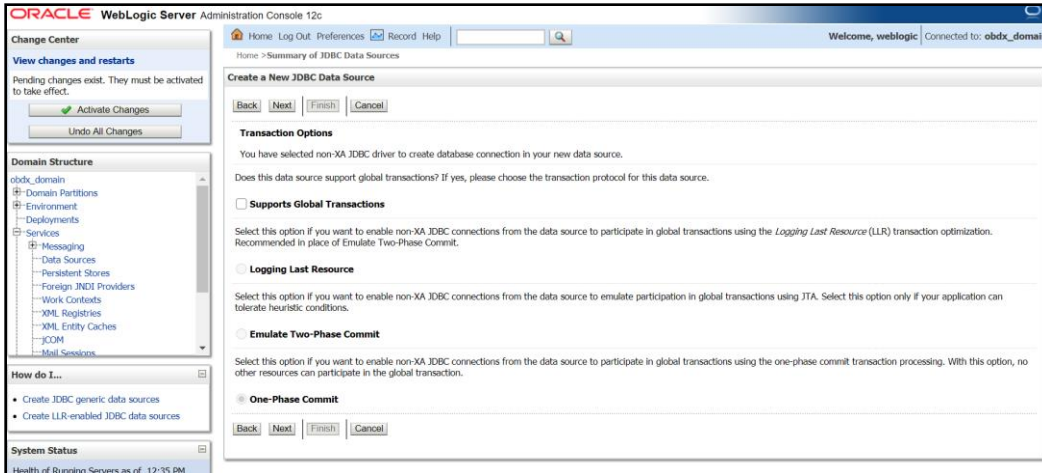 ORACLE WebLogic Server Administration Console 12c
Change Center
View changes and restarts
Pending changes exist. They must be activated
to take effect.
Activate Changes
Undo All Changes
Domain Structure
obdx_domain
Domain Partitions
Environment
Deployments
Services
Messaging
Data Sources
Persistent Stores
Foreign JNDI Providers
Work Contexts
XML Registries
XML Entity Caches
jCOM
Mail Sessions
How do I...
Create JDBC generic data sources
Create LLR-enabled JDBC data sources
System Status
Health of Running Servers as of 12:35 PM
Home Log Out Preferences Record Help
Welcome, weblogic Connected to: obdx_domai
Home >Summary of JDBC Data Sources
Create a New JDBC Data Source
Back Next Finish Cancel
Transaction Options
You have selected non-XA JDBC driver to create database connection in your new data source.
Does this data source support global transactions? If yes, please choose the transaction protocol for this data source.
Supports Global Transactions
Select this option if you want to enable non-XA JDBC connections from the data source to participate in global transactions using the Logging Last Resource (LLR) transaction optimization.
Recommended in place of Emulate Two-Phase Commit.
Logging Last Resource
Select this option if you want to enable non-XA JDBC connections from the data source to emulate participation in global transactions using JTA. Select this option only if your application can
tolerate heuristic conditions.
Emulate Two-Phase Commit
Select this option if you want to enable non-XA JDBC connections from the data source to participate in global transactions using the one-phase commit transaction processing. With this option, no
other resources can participate in the global transaction.
One-Phase Commit
Back Next Finish Cancel